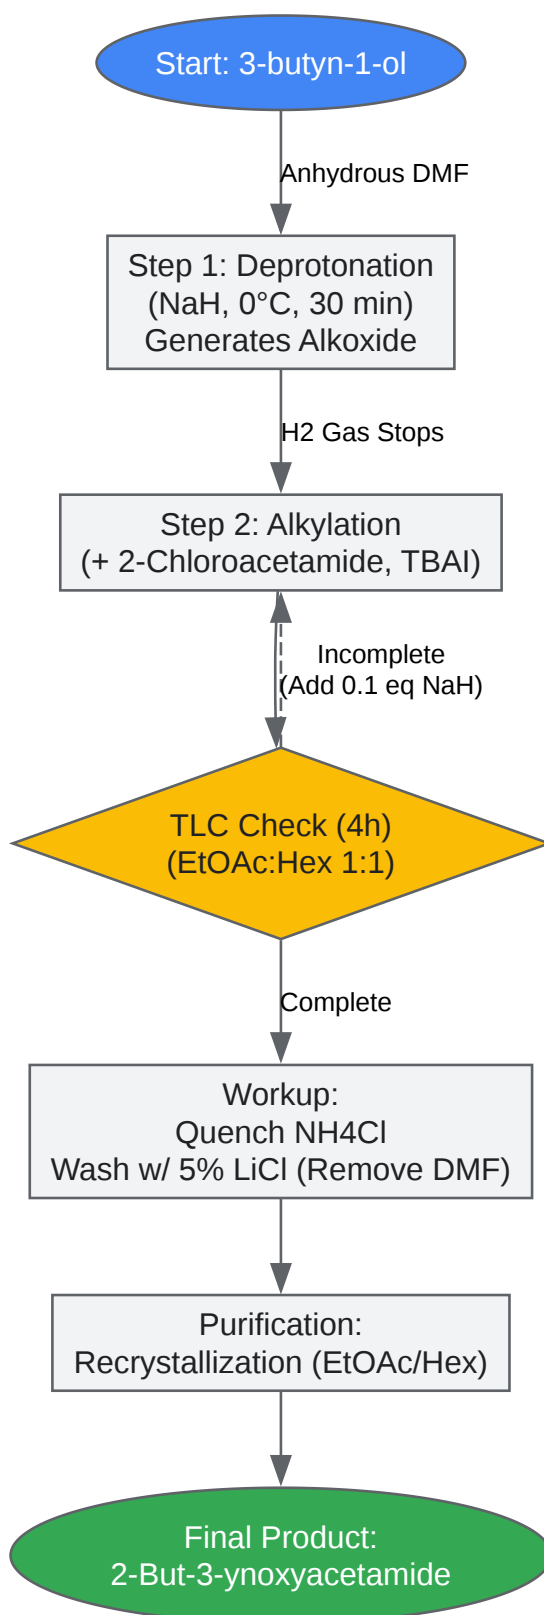 Start: 3-butyn-1-ol
Anhydrous DMF
Step 1: Deprotonation
(NaH, 0°C, 30 min)
Generates Alkoxide
H2 Gas Stops
Step 2: Alkylation
(+ 2-Chloroacetamide, TBAI)
Incomplete
(Add 0.1 eq NaH)
TLC Check (4h)
(EtOAc:Hex 1:1)
Complete
Workup:
Quench NH4Cl
Wash w/ 5% LiCl (Remove DMF)
Purification:
Recrystallization (EtOAc/Hex)
Final Product:
2-But-3-ynoxyacetamide